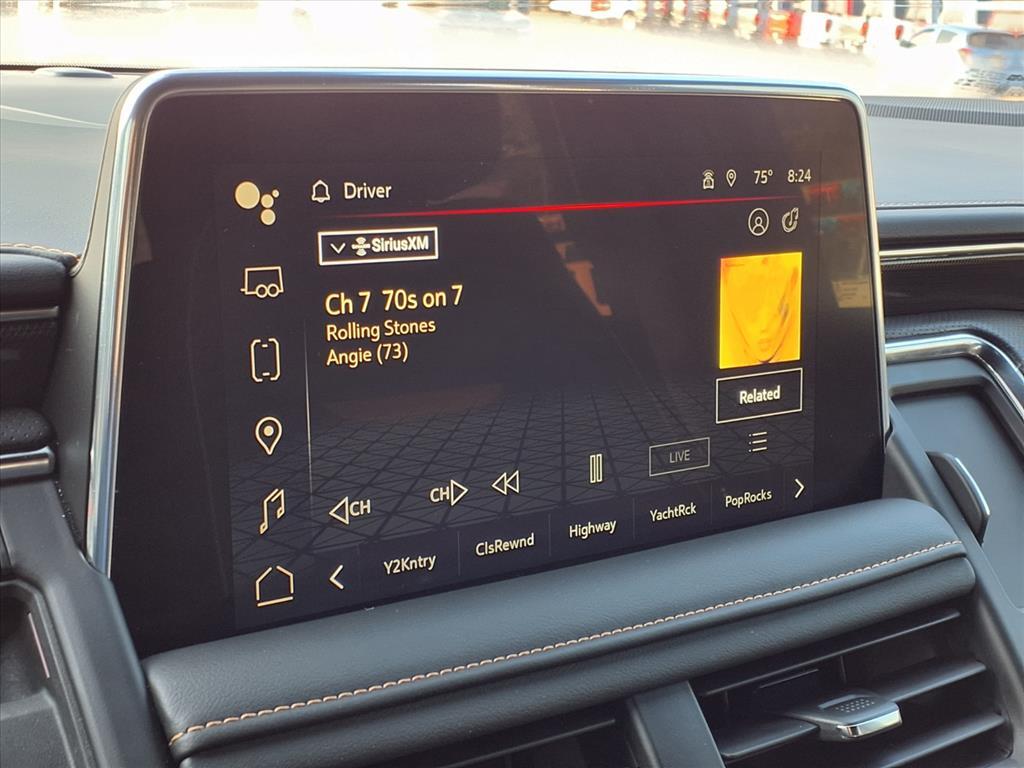 Driver
75° 8:24
SiriusXM
Ch 7 70s on 7
Rolling Stones
Angie (73)
Related
CH
CH
LIVE
Y2Kntry
ClsRewnd
Highway
YachtRck
PopRocks